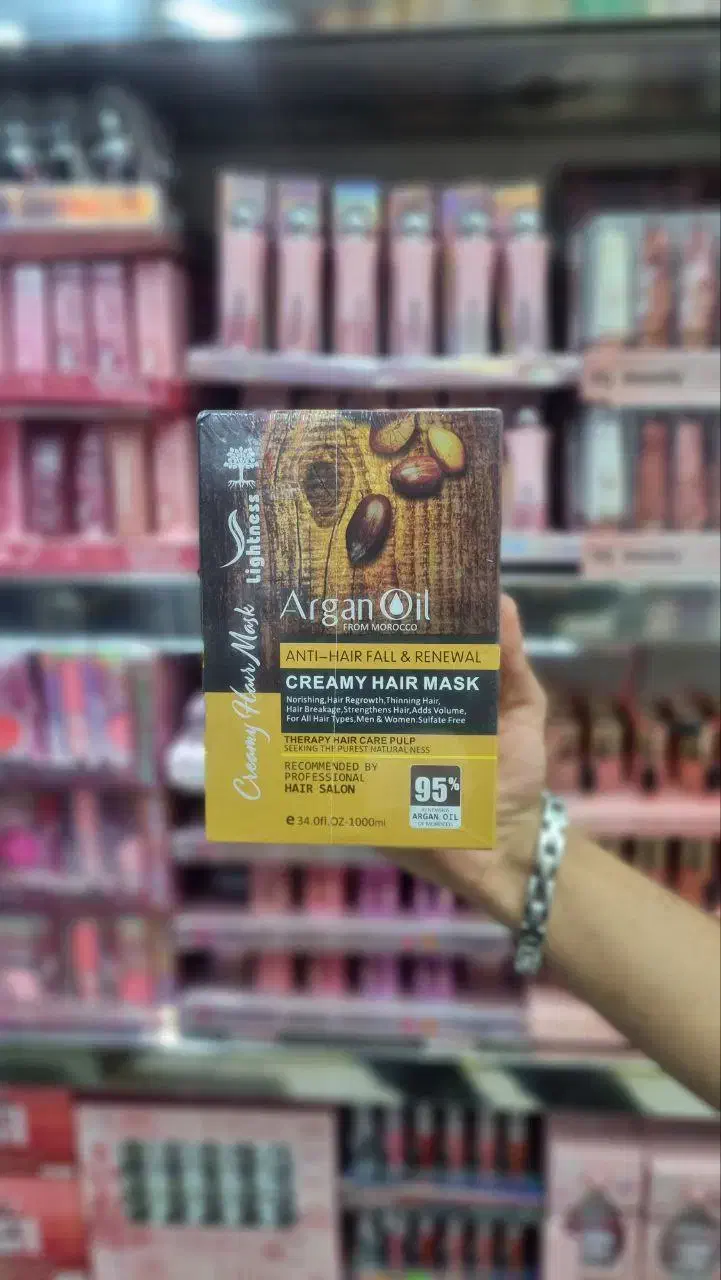 Lightness
Creamy Hair Mask
Argan Oil
FROM MOROCCO
ANTI-HAIR FALL & RENEWAL
CREAMY HAIR MASK
Norishing,Hair Regrowth,Thinning Hair,
Hair Breakage,Strengthens Hair,Adds Volume,
For All Hair Types,Men & Women.Sulfate Free
THERAPY HAIR CARE PULP
SEEKING THE PUREST NATURALNESS
RECOMMENDED BY
PROFESSIONAL
HAIR SALON
95%
ARGAN OIL
OF MOROCCO
e 34.0fl.OZ-1000ml